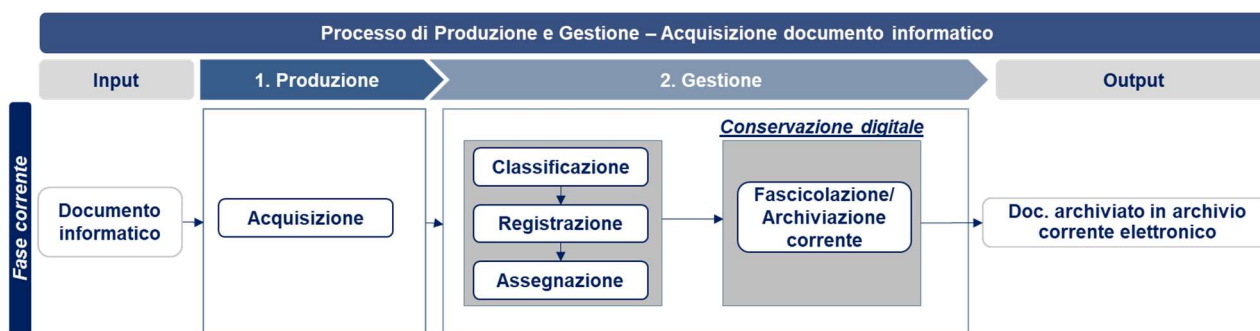 Processo di Produzione e Gestione – Acquisizione documento informatico
Input
1. Produzione
2. Gestione
Output
Fase corrente
Documento
informatico
Acquisizione
Classificazione
Registrazione
Assegnazione
Conservazione digitale
Fascicolazione/
Archiviazione
corrente
Doc. archiviato in archivio
corrente elettronico